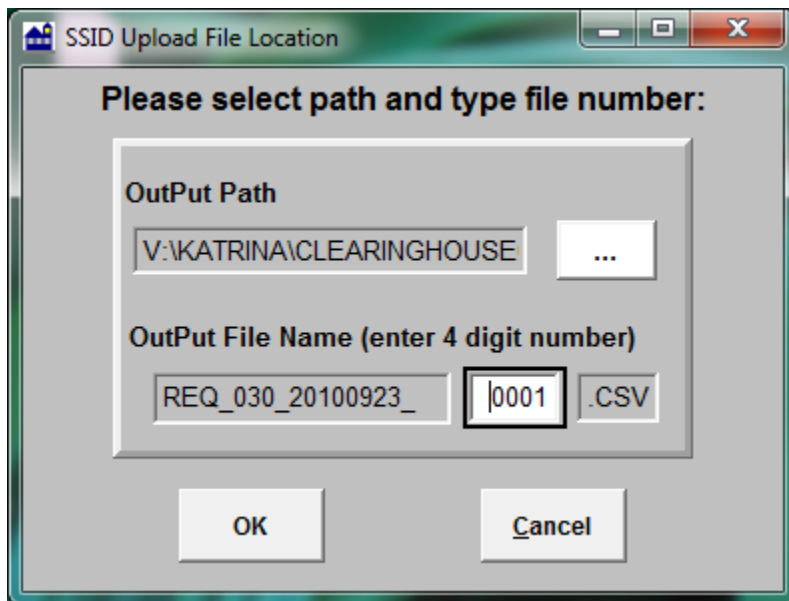 SSID Upload File Location
Please select path and type file number:
OutPut Path
V:\KATRINA\CLEARINGHOUSE
...
OutPut File Name (enter 4 digit number)
REQ_030_20100923_ 0001 .CSV
OK Cancel